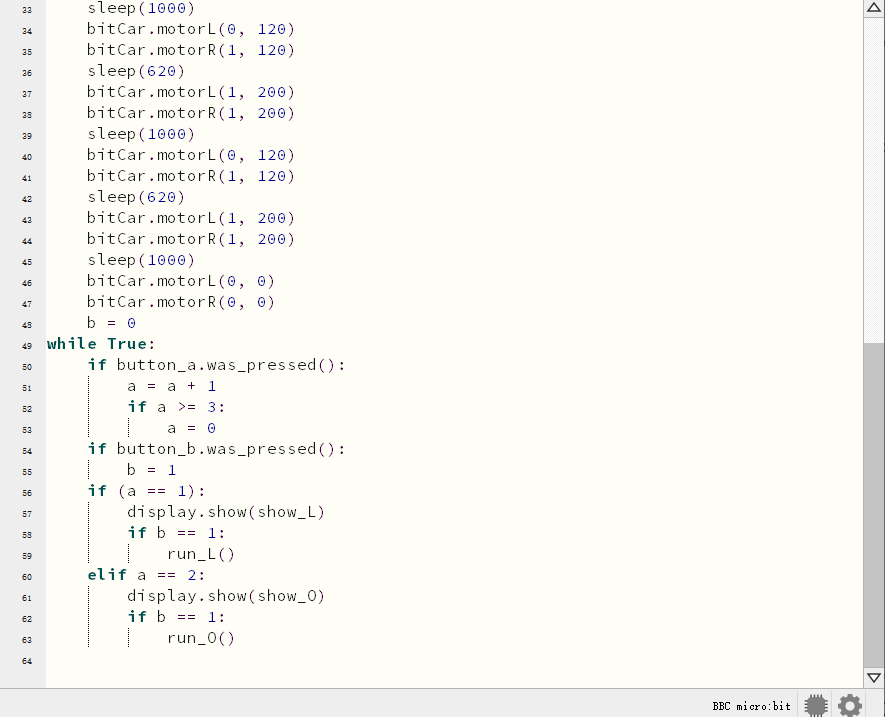 33 sleep(1000)
34 bitCar.motorL(0, 120)
35 bitCar.motorR(1, 120)
36 sleep(620)
37 bitCar.motorL(1, 200)
38 bitCar.motorR(1, 200)
39 sleep(1000)
40 bitCar.motorL(0, 120)
41 bitCar.motorR(1, 120)
42 sleep(620)
43 bitCar.motorL(1, 200)
44 bitCar.motorR(1, 200)
45 sleep(1000)
46 bitCar.motorL(0, 0)
47 bitCar.motorR(0, 0)
48 b = 0
49 while True:
50 if button_a.was_pressed():
51 a = a + 1
52 if a >= 3:
53 a = 0
54 if button_b.was_pressed():
55 b = 1
56 if (a == 1):
57 display.show(show_L)
58 if b == 1:
59 run_L()
60 elif a == 2:
61 display.show(show_O)
62 if b == 1:
63 run_O()
64
BBC micro:bit